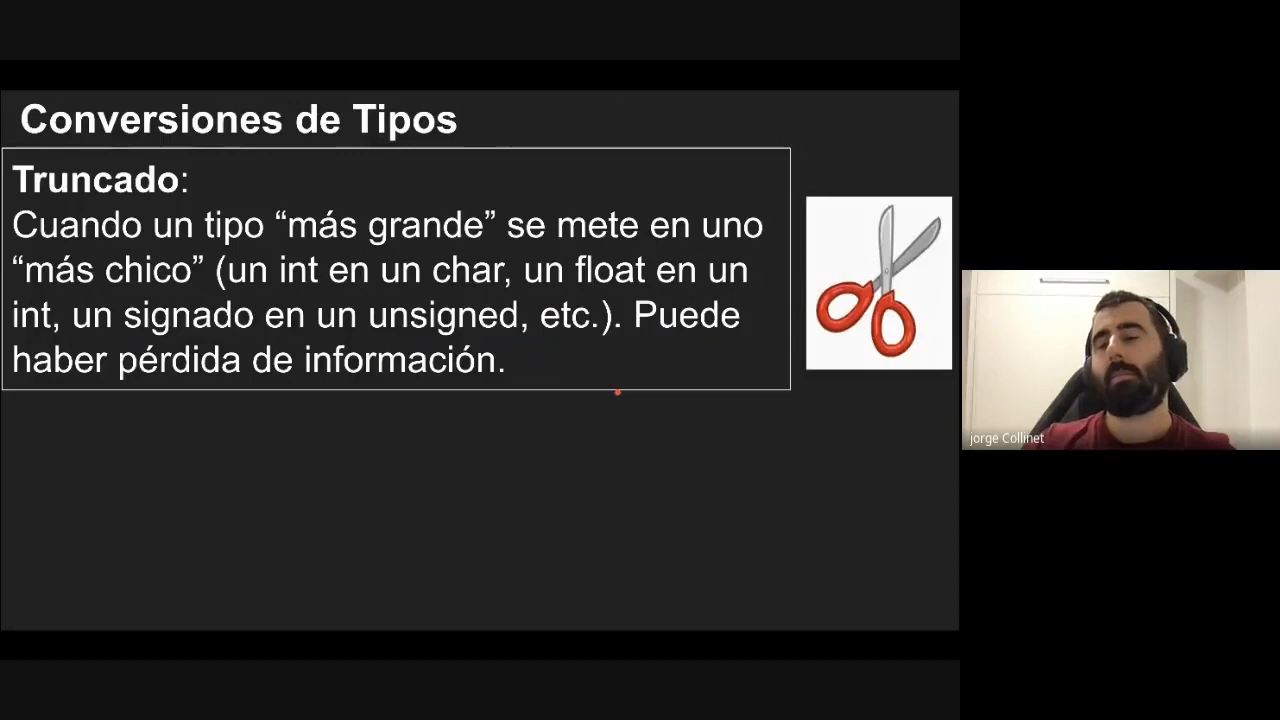 Conversiones de Tipos
Truncado:
Cuando un tipo “más grande” se mete en uno
“más chico” (un int en un char, un float en un
int, un signado en un unsigned, etc.). Puede
haber pérdida de información.
jorge Collinet